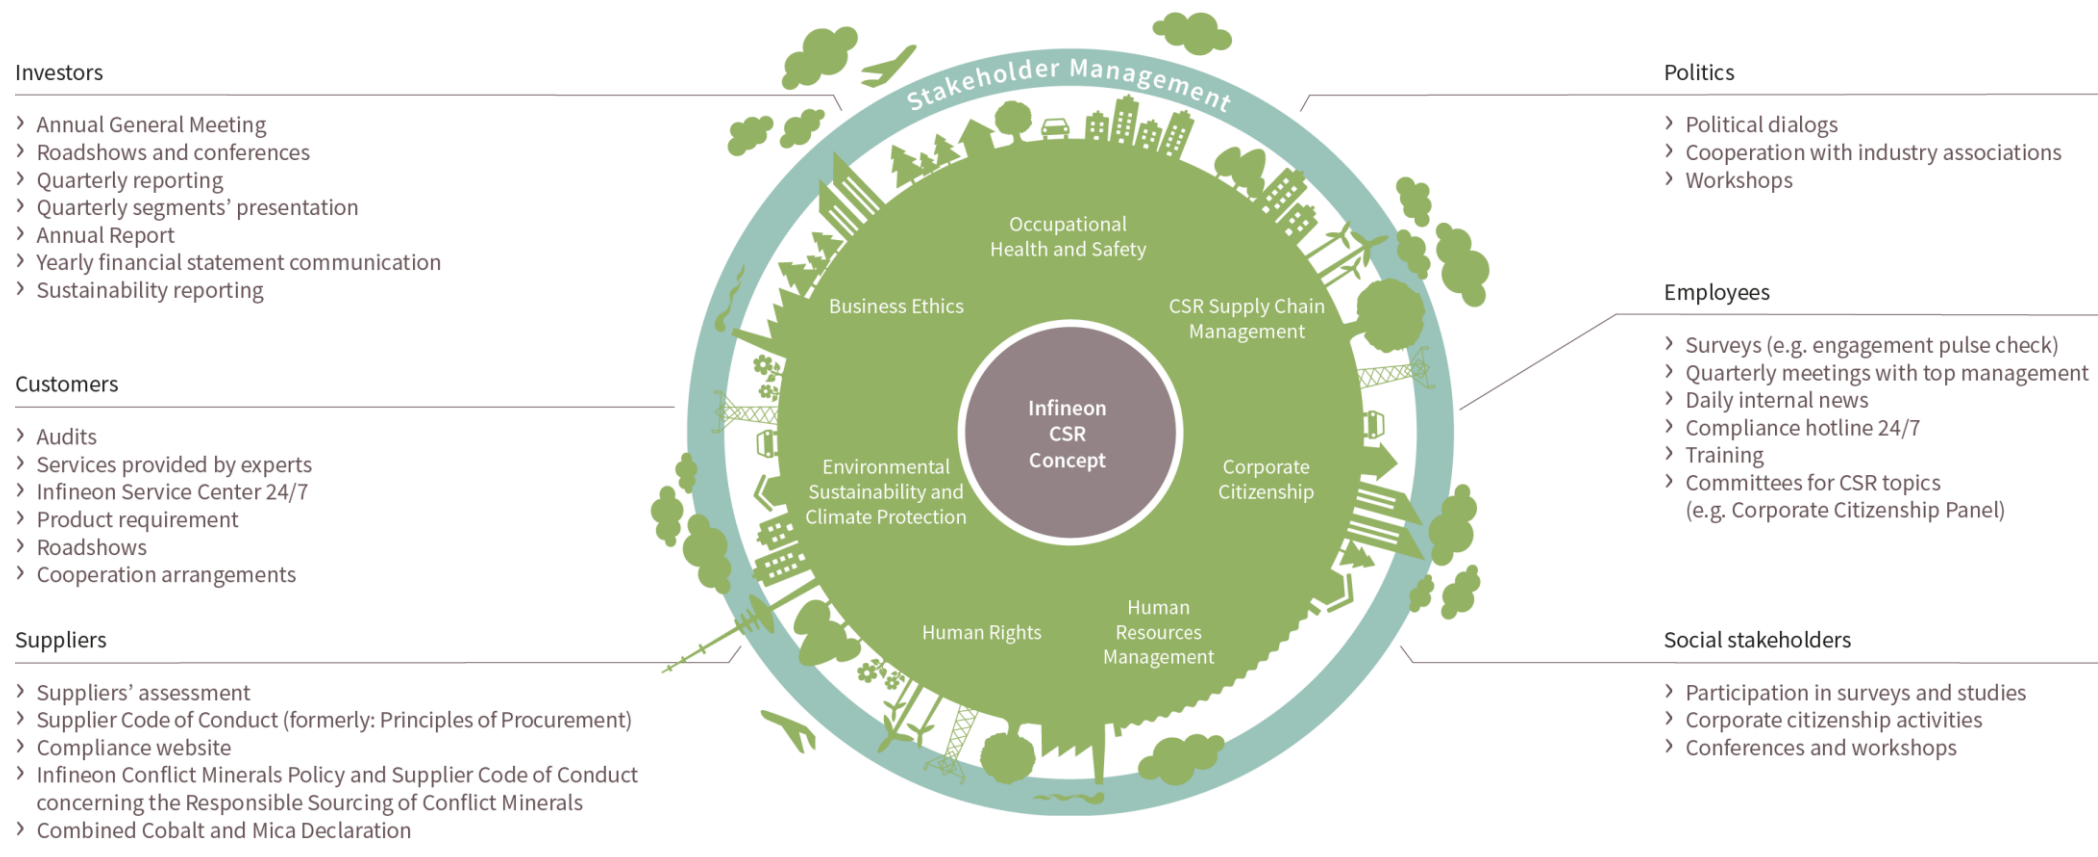 Investors
› Annual General Meeting
› Roadshows and conferences
› Quarterly reporting
› Quarterly segments’ presentation
› Annual Report
› Yearly financial statement communication
› Sustainability reporting
Customers
› Audits
› Services provided by experts
› Infineon Service Center 24/7
› Product requirement
› Roadshows
› Cooperation arrangements
Suppliers
› Suppliers’ assessment
› Supplier Code of Conduct (formerly: Principles of Procurement)
› Compliance website
› Infineon Conflict Minerals Policy and Supplier Code of Conduct
concerning the Responsible Sourcing of Conflict Minerals
› Combined Cobalt and Mica Declaration
Stakeholder Management
Occupational
Health and Safety
Business Ethics
CSR Supply Chain
Management
Infineon
CSR
Concept
Environmental
Sustainability and
Climate Protection
Corporate
Citizenship
Human Rights
Human
Resources
Management
Politics
› Political dialogs
› Cooperation with industry associations
› Workshops
Employees
› Surveys (e.g. engagement pulse check)
› Quarterly meetings with top management
› Daily internal news
› Compliance hotline 24/7
› Training
› Committees for CSR topics
(e.g. Corporate Citizenship Panel)
Social stakeholders
› Participation in surveys and studies
› Corporate citizenship activities
› Conferences and workshops